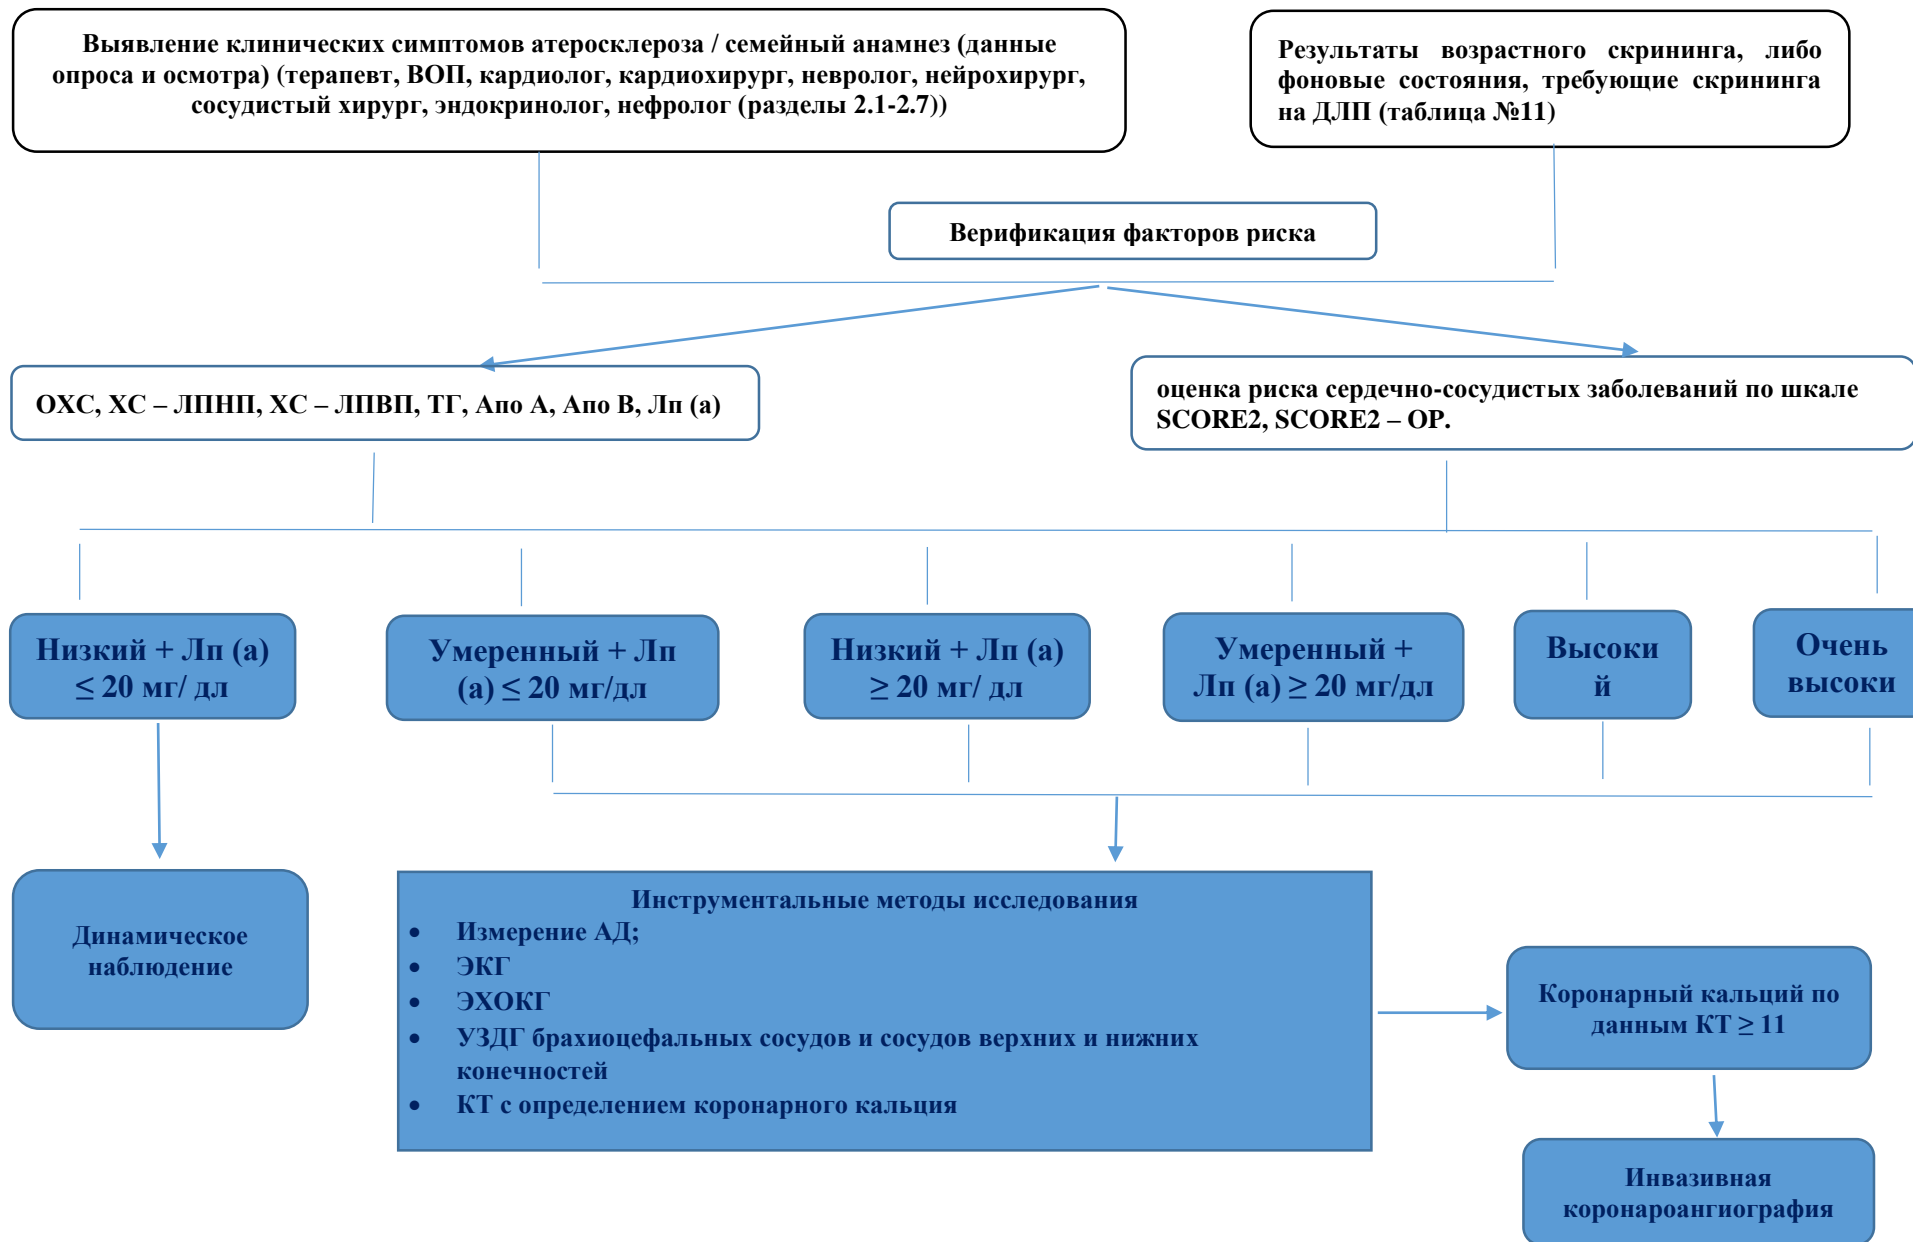 Выявление клинических симптомов атеросклероза / семейный анамнез (данные
опроса и осмотра) (терапевт, ВОП, кардиолог, кардиохирург, невролог, нейрохирург,
сосудистый хирург, эндокринолог, нефролог (разделы 2.1-2.7))
Результаты возрастного скрининга, либо
фоновые состояния, требующие скрининга
на ДЛП (таблица №11)
Верификация факторов риска
ОХС, ХС – ЛПНП, ХС – ЛПВП, ТГ, Апо А, Апо В, Лп (а)
оценка риска сердечно-сосудистых заболеваний по шкале
SCORE2, SCORE2 – OP.
Низкий + Лп (а)
≤ 20 мг/ дл
Умеренный + Лп
(а) ≤ 20 мг/дл
Низкий + Лп (а)
≥ 20 мг/ дл
Умеренный +
Лп (а) ≥ 20 мг/дл
Высоки
й
Очень
высоки
Динамическое
наблюдение
Инструментальные методы исследования
• Измерение АД;
• ЭКГ
• ЭХОКГ
• УЗДГ брахиоцефальных сосудов и сосудов верхних и нижних
конечностей
• КТ с определением коронарного кальция
Коронарный кальций по
данным КТ ≥ 11
Инвазивная
коронароангиография